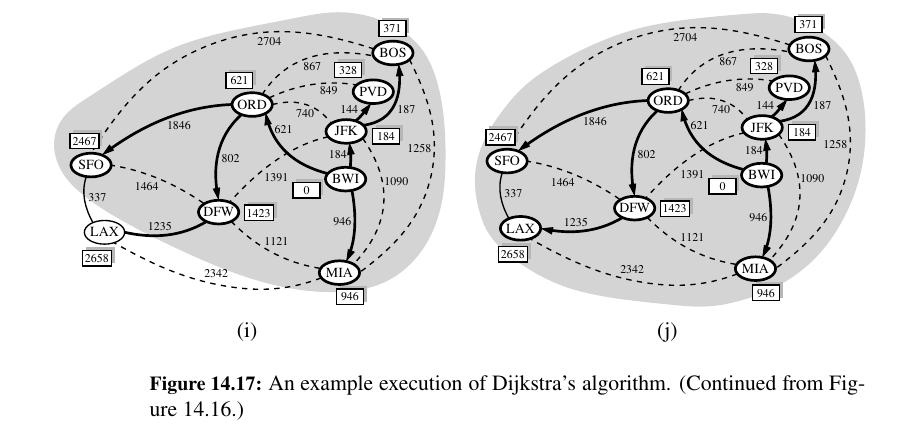 371
2704
BOS
867
328
621
PVD
849
ORD
144
187
740
1846
621
JFK
184
2467
184
1258
SFO
802
1391
BWI
1464
0
1090
337
DFW
1423
946
LAX
1235
1121
2658
2342
MIA
946
(i)
371
2704
BOS
867
328
621
PVD
849
ORD
144
187
740
1846
621
JFK
184
2467
184
1258
SFO
802
1391
BWI
1464
0
1090
337
DFW
1423
946
LAX
1235
1121
2658
2342
MIA
946
(j)
Figure 14.17: An example execution of Dijkstra's algorithm. (Continued from Fig-
ure 14.16.)